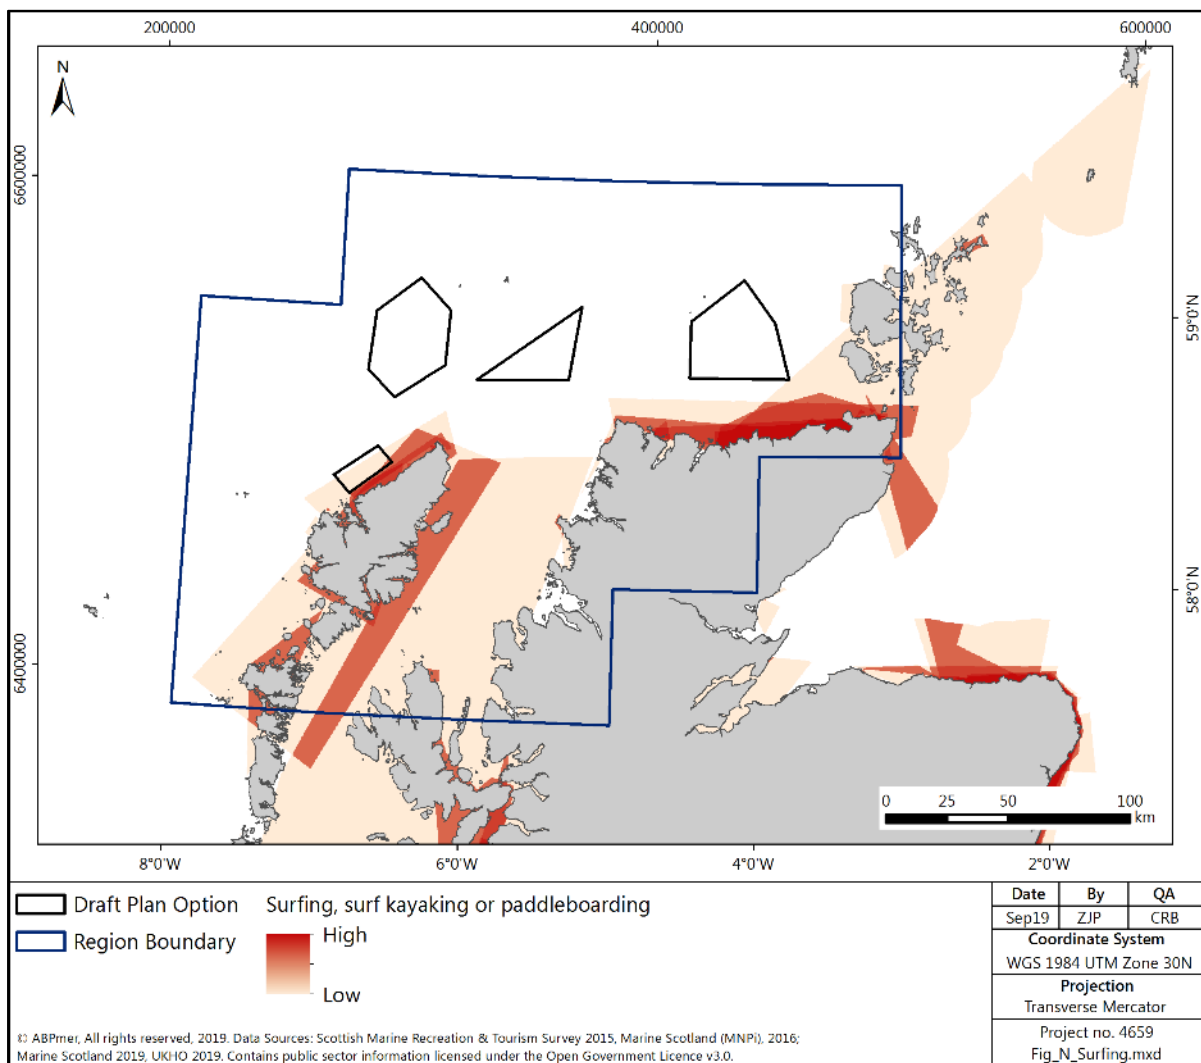 200000 400000 600000
N
6600000
59°0'N
58°0'N
6400000
0 25 50 100
km
8°0'W 6°0'W 4°0'W 2°0'W
Draft Plan Option
Region Boundary
Surfing, surf kayaking or paddleboarding
High
Low
Date By QA
Sep19 ZJP CRB
Coordinate System
WGS 1984 UTM Zone 30N
Projection
Transverse Mercator
Project no. 4659
Fig_N_Surfing.mxd
© ABPmer, All rights reserved, 2019. Data Sources: Scottish Marine Recreation & Tourism Survey 2015, Marine Scotland (MNPi), 2016;
Marine Scotland 2019, UKHO 2019. Contains public sector information licensed under the Open Government Licence v3.0.